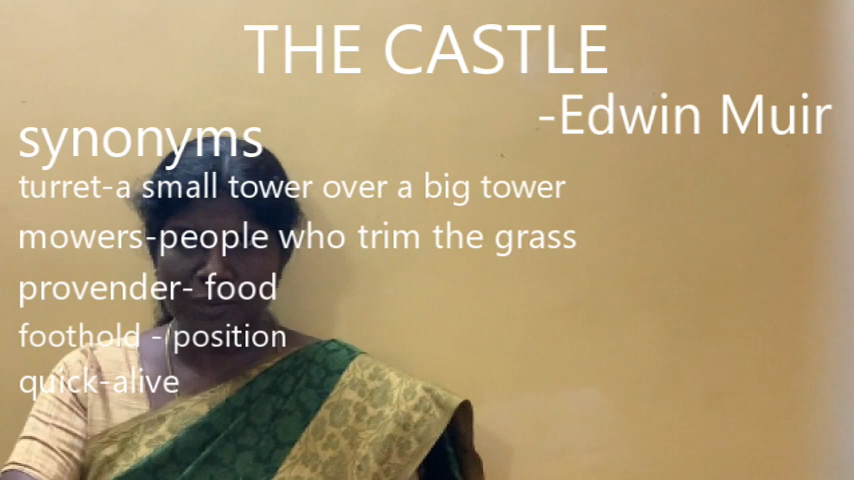 THE CASTLE
-Edwin Muir
synonyms
turret-a small tower over a big tower
mowers-people who trim the grass
provender- food
foothold - position
quick-alive